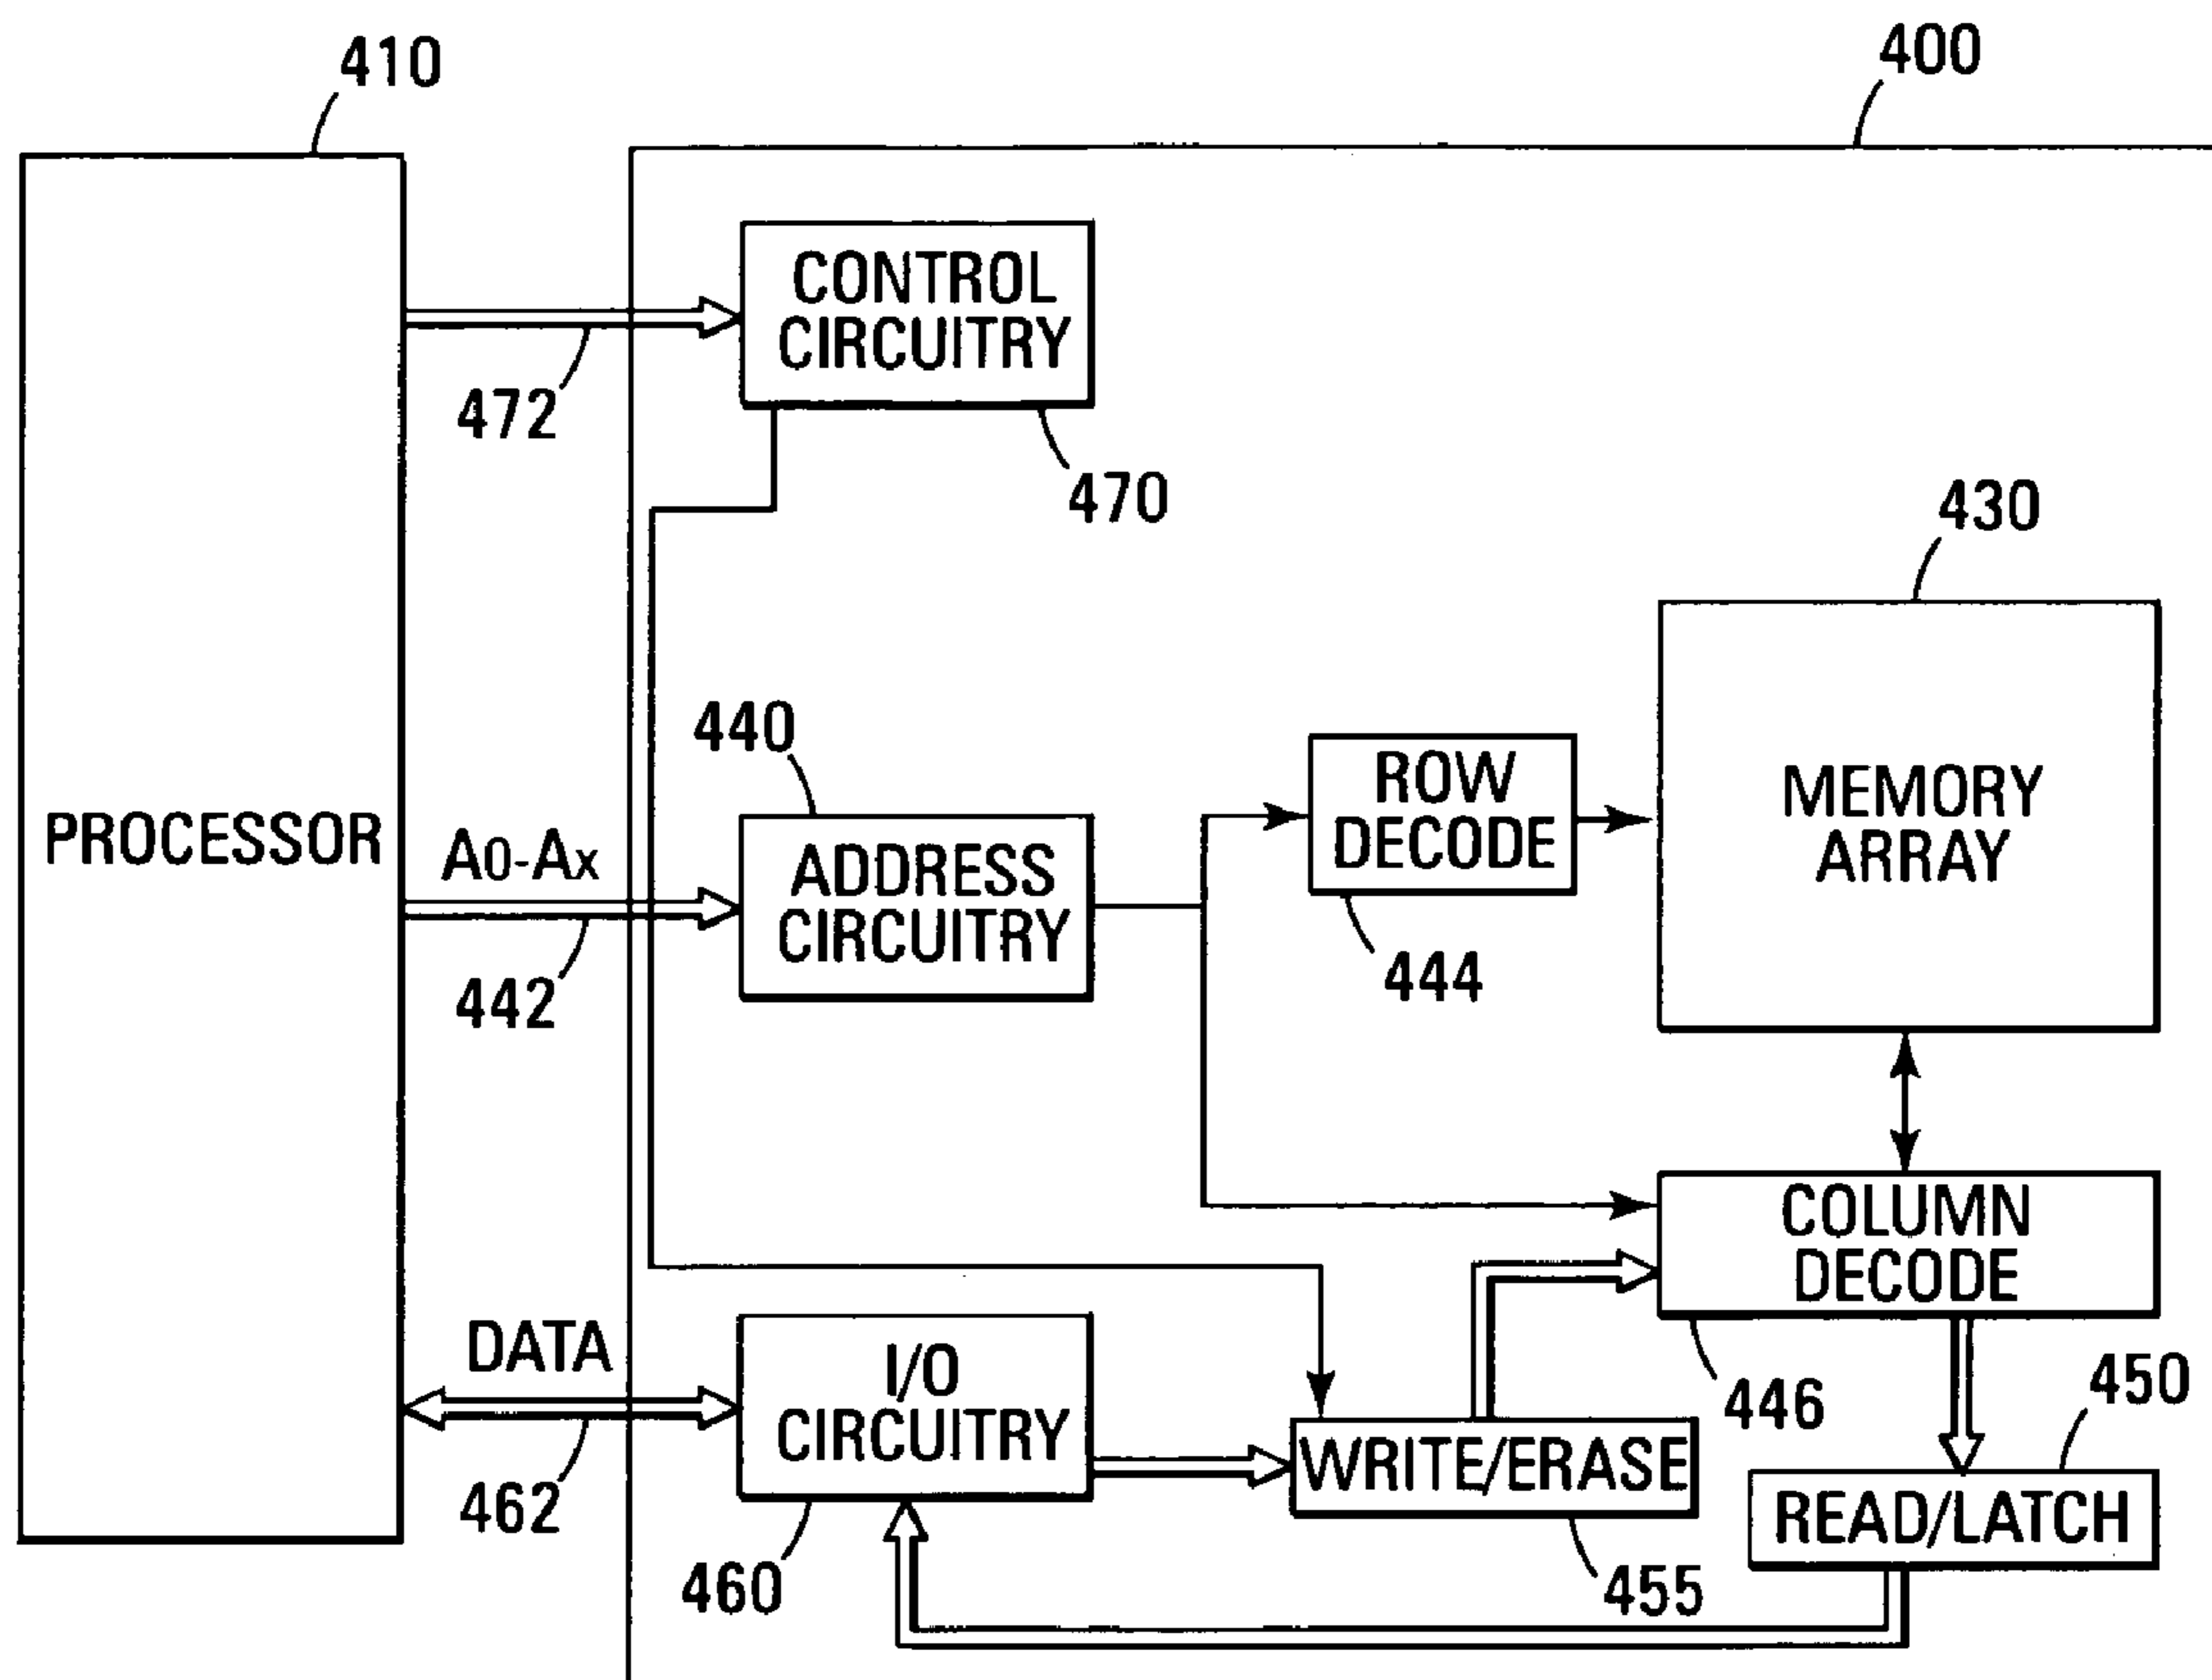 410
400
CONTROL
CIRCUITRY
472
470
430
440
ROW
DECODE
MEMORY
ARRAY
PROCESSOR
A0-Ax
ADDRESS
CIRCUITRY
444
442
COLUMN
DECODE
DATA
I/O
CIRCUITRY
446
450
WRITE/ERASE
462
READ/LATCH
460
455